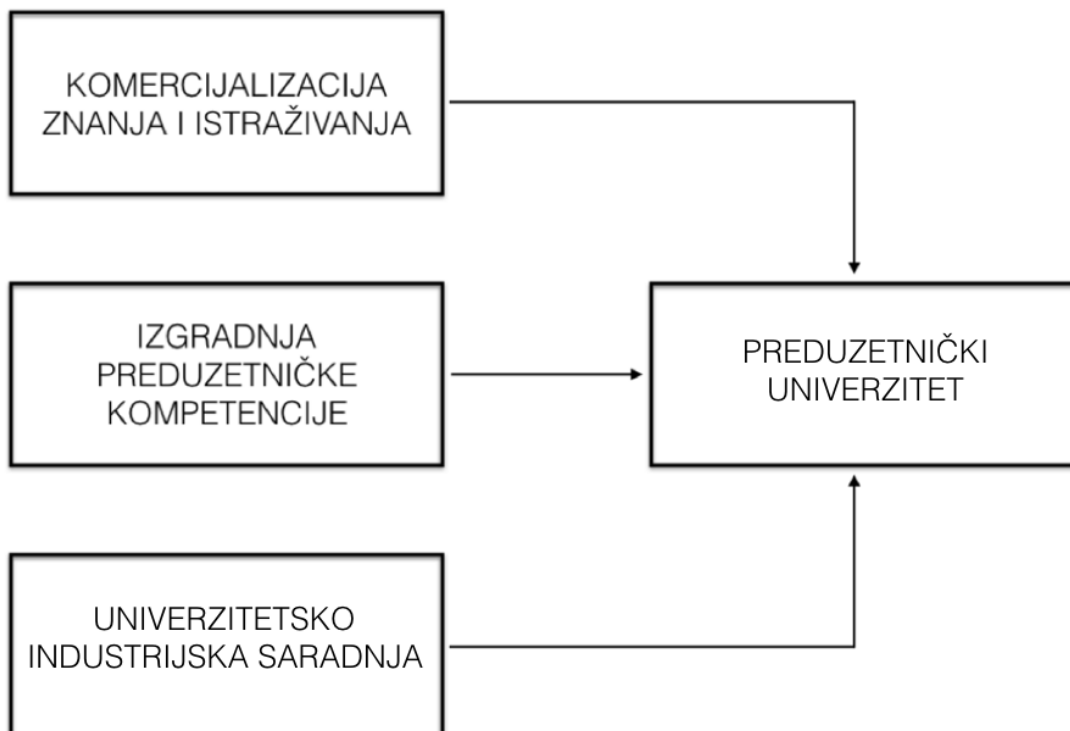 KOMERCIJALIZACIJA
ZNANJA I ISTRAŽIVANJA
IZGRADNJA
PREDUZETNIČKE
KOMPETENCIJE
PREDUZETNIČKI
UNIVERZITET
UNIVERZITETSKO
INDUSTRIJSKA SARADNJA